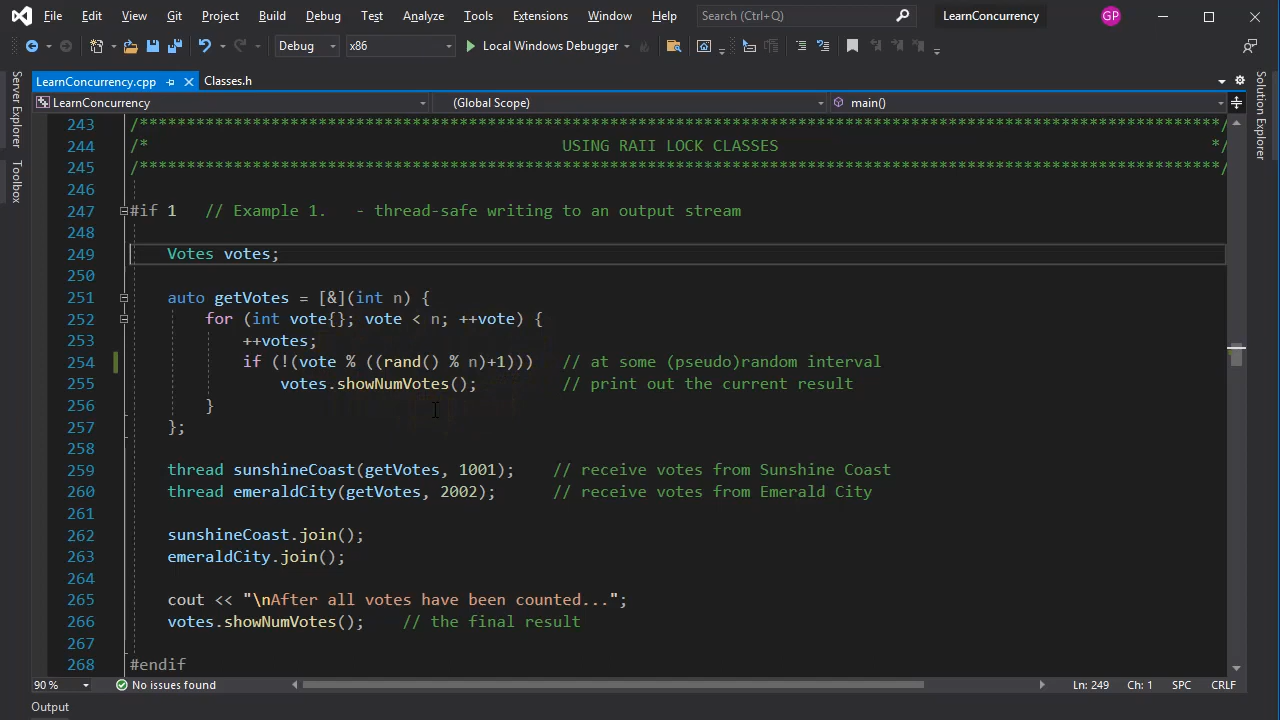 File Edit View Git Project Build Debug Test Analyze Tools Extensions Window Help Search (Ctrl+Q) LearnConcurrency GP
Debug x86 Local Windows Debugger
LearnConcurrency.cpp Classes.h
LearnConcurrency (Global Scope) main()
Server Explorer
Toolbox
Solution Explorer
243 /*******************************************************************************************************************/
244 /* USING RAII LOCK CLASSES */
245 /*******************************************************************************************************************/
246
247 #if 1 // Example 1. - thread-safe writing to an output stream
248
249 Votes votes;
250
251 auto getVotes = [&](int n) {
252 for (int vote{}; vote < n; ++vote) {
253 ++votes;
254 if (!(vote % ((rand() % n)+1))) // at some (pseudo)random interval
255 votes.showNumVotes(); // print out the current result
256 }
257 };
258
259 thread sunshineCoast(getVotes, 1001); // receive votes from Sunshine Coast
260 thread emeraldCity(getVotes, 2002); // receive votes from Emerald City
261
262 sunshineCoast.join();
263 emeraldCity.join();
264
265 cout << "\nAfter all votes have been counted...";
266 votes.showNumVotes(); // the final result
267
268 #endif
90 % No issues found Ln: 249 Ch: 1 SPC CRLF
Output